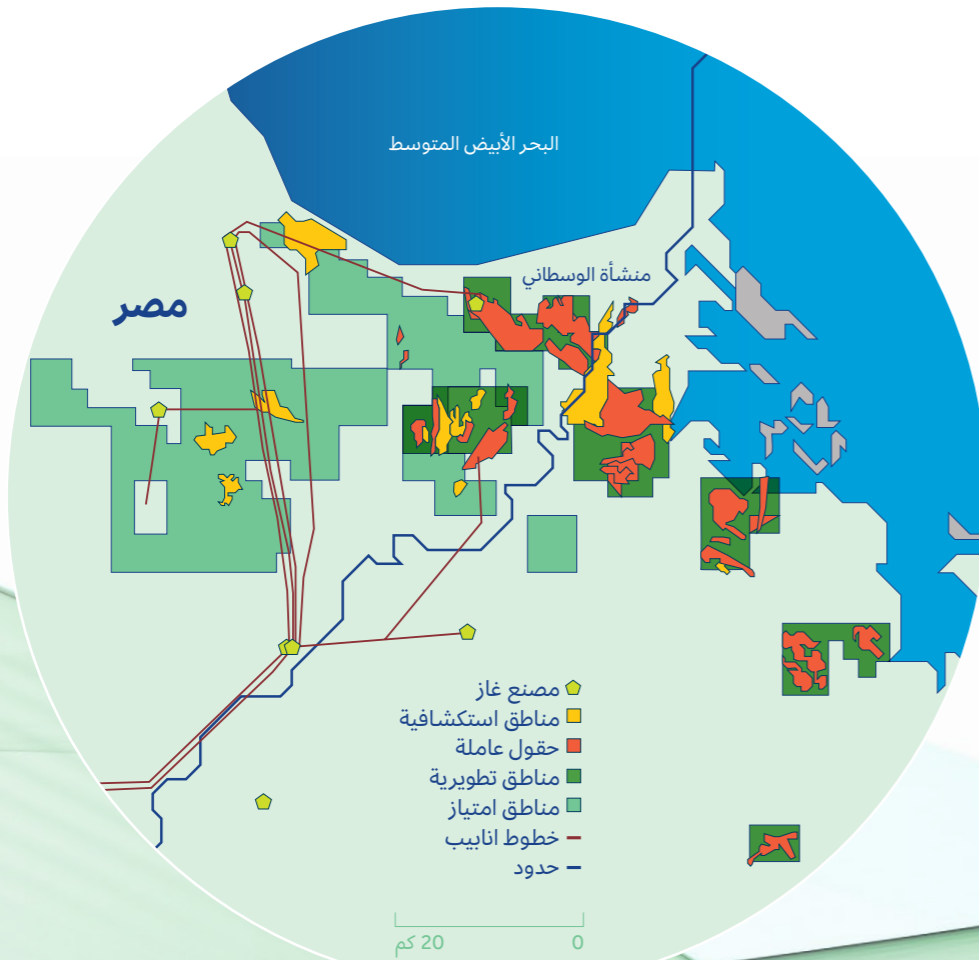 البحر الأبيض المتوسط
منشأة الوسطاني
مصر
مصنع غاز
مناطق استكشافية
حقول عاملة
مناطق تطويرية
مناطق امتياز
خطوط انابيب
حدود
0
20 كم